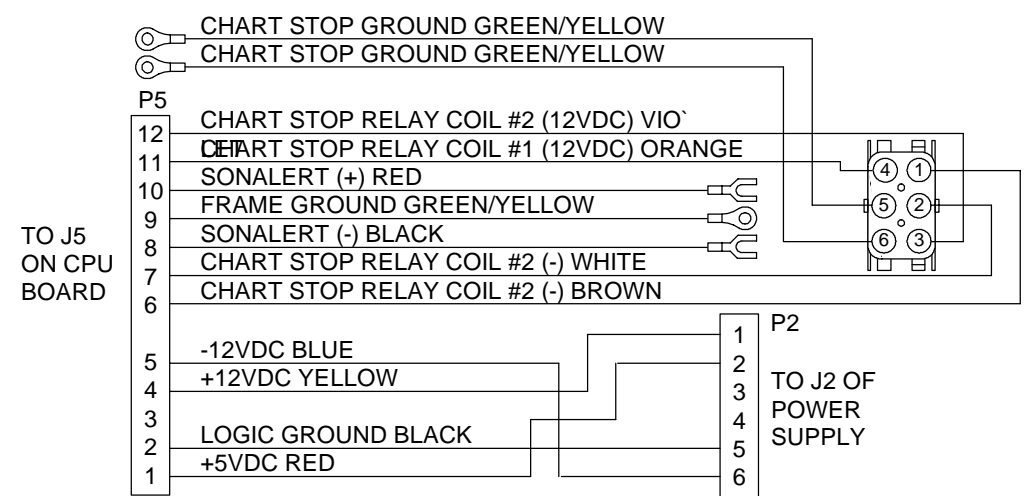 CHART STOP GROUND GREEN/YELLOW
CHART STOP GROUND GREEN/YELLOW
P5
12 CHART STOP RELAY COIL #2 (12VDC) VIO`
LET
11 CHART STOP RELAY COIL #1 (12VDC) ORANGE
10 SONALERT (+) RED
9 FRAME GROUND GREEN/YELLOW
8 SONALERT (-) BLACK
7 CHART STOP RELAY COIL #2 (-) WHITE
6 CHART STOP RELAY COIL #2 (-) BROWN
5 -12VDC BLUE
4 +12VDC YELLOW
3
2 LOGIC GROUND BLACK
1 +5VDC RED
TO J5
ON CPU
BOARD
4 1
5 2
6 3
P2
1
2
3
4
5
6
TO J2 OF
POWER
SUPPLY